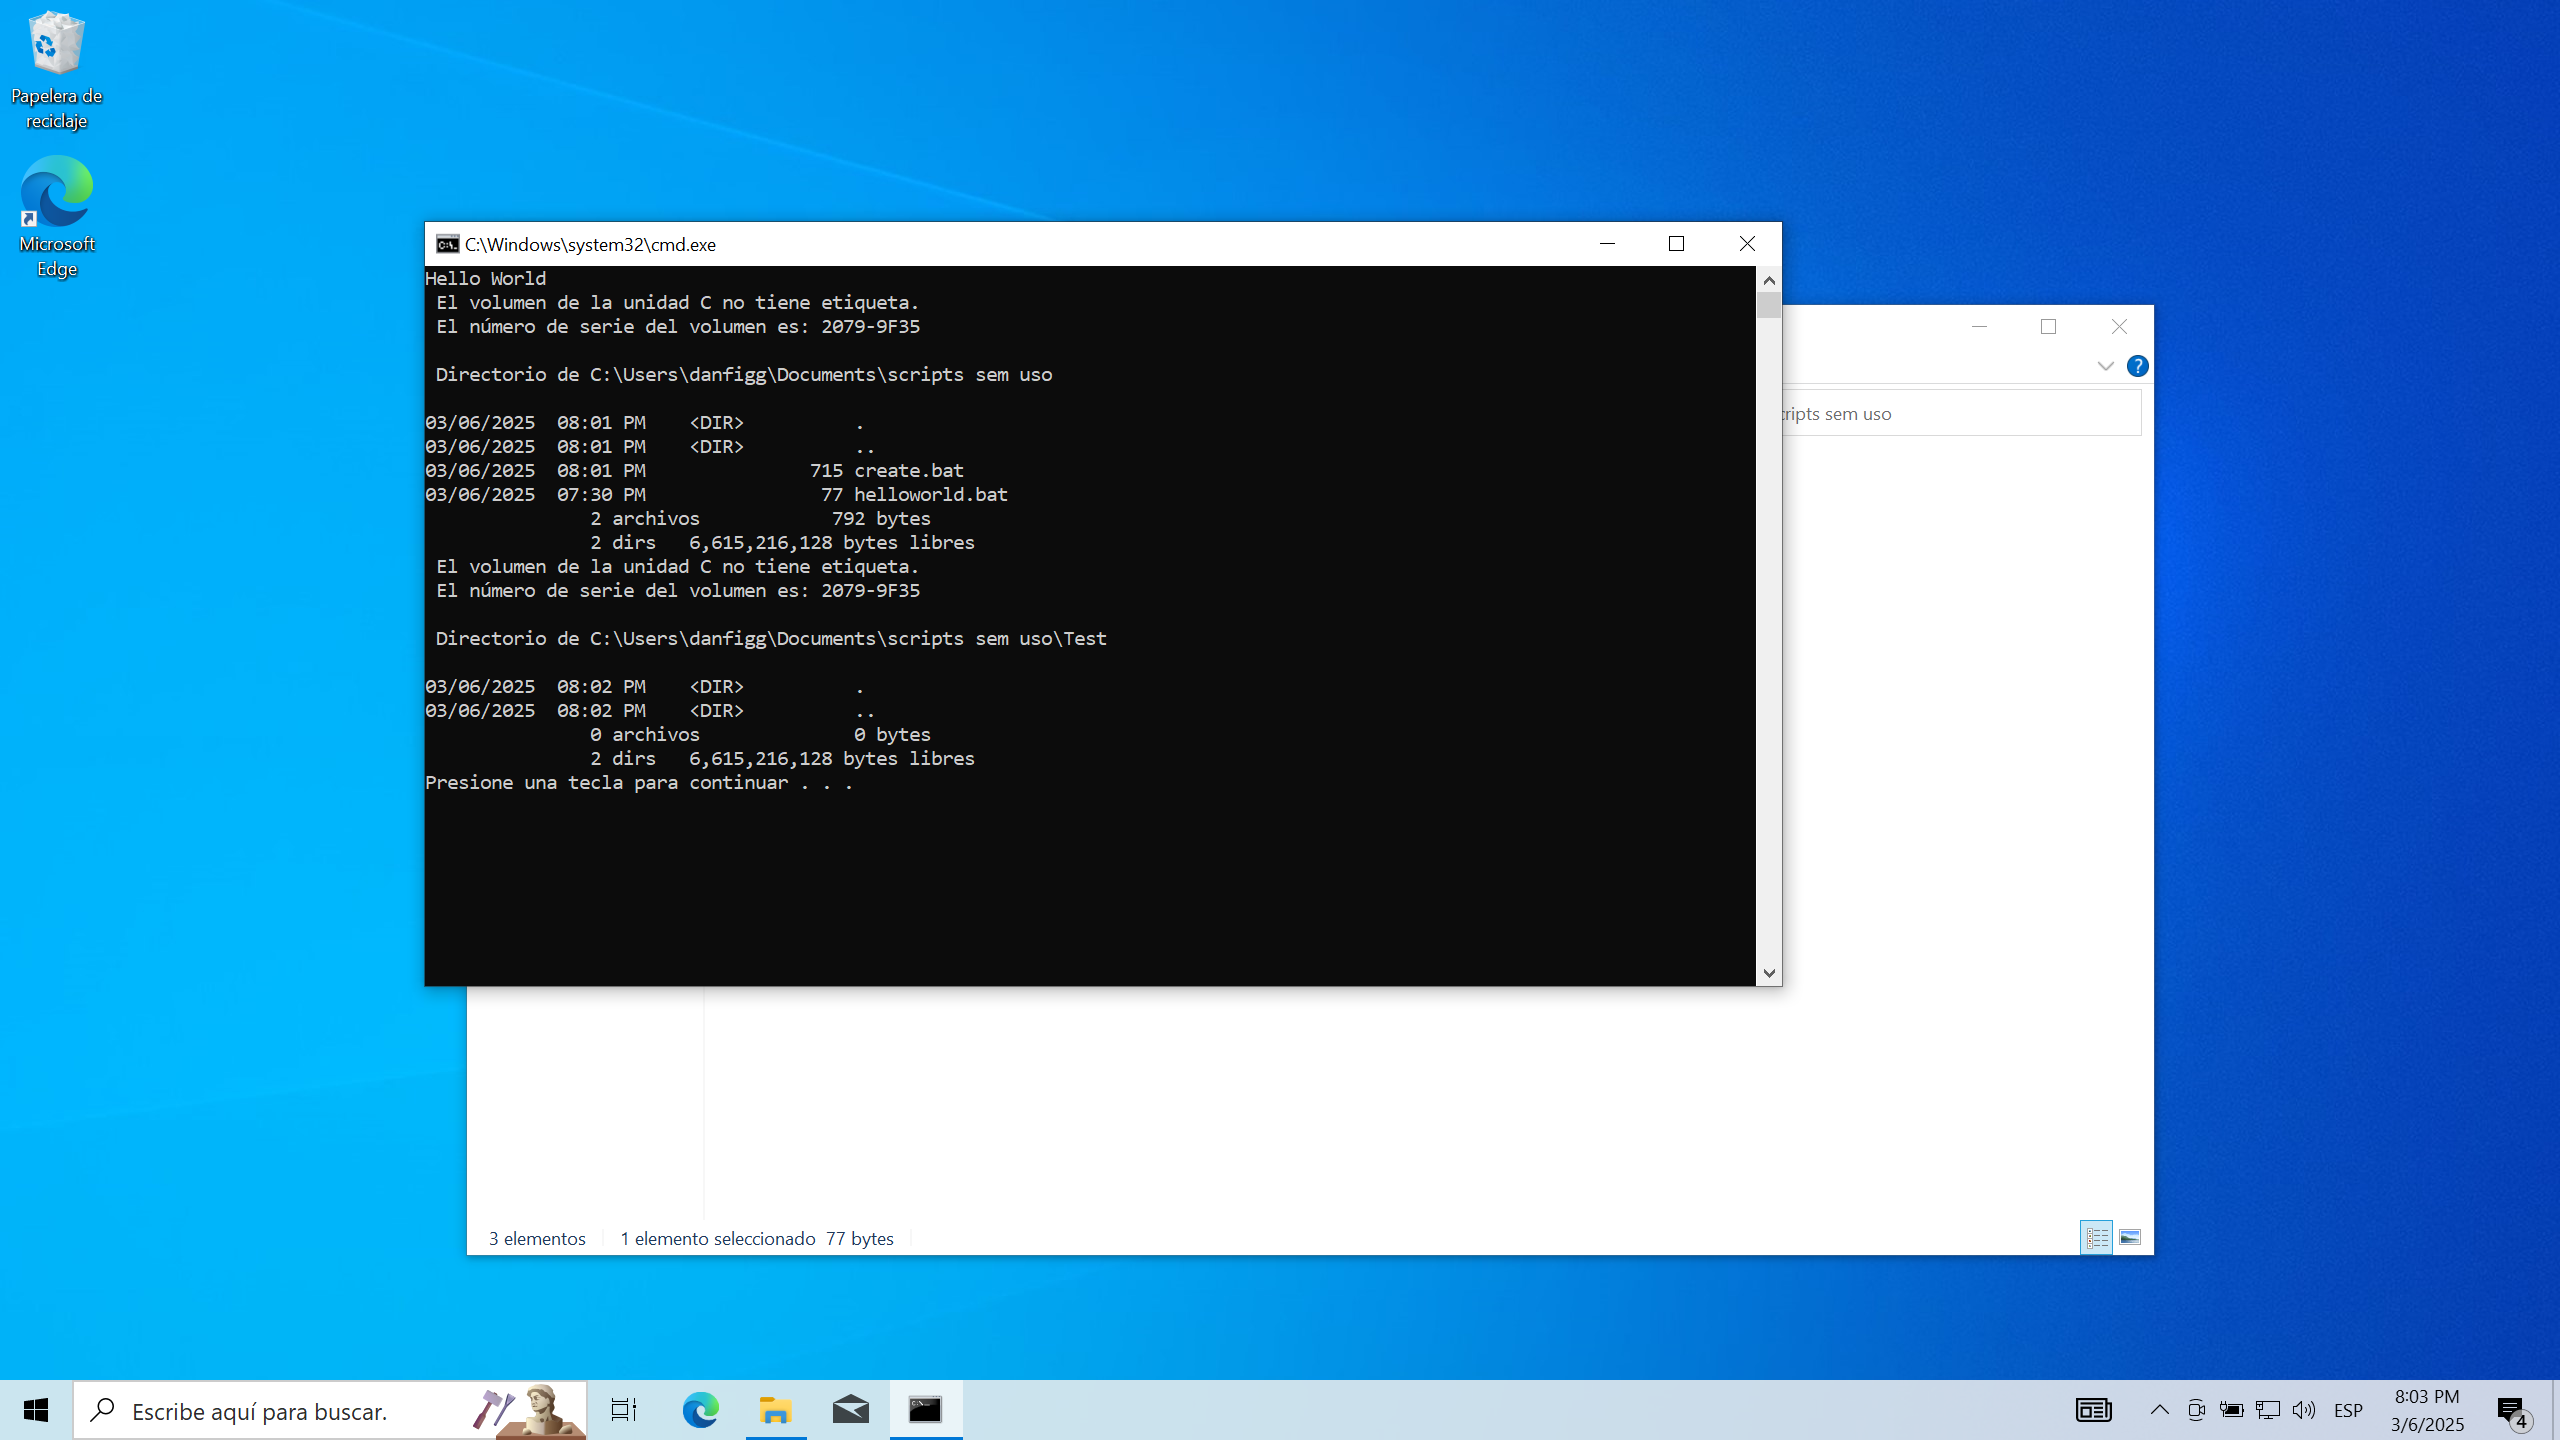 Papelera de
reciclaje
Microsoft
Edge
C:\Windows\system32\cmd.exe
Hello World
 El volumen de la unidad C no tiene etiqueta.
 El número de serie del volumen es: 2079-9F35
 Directorio de C:\Users\danfigg\Documents\scripts sem uso
03/06/2025  08:01 PM    <DIR>          .
03/06/2025  08:01 PM    <DIR>          ..
03/06/2025  08:01 PM               715 create.bat
03/06/2025  07:30 PM                77 helloworld.bat
               2 archivos            792 bytes
               2 dirs   6,615,216,128 bytes libres
 El volumen de la unidad C no tiene etiqueta.
 El número de serie del volumen es: 2079-9F35
 Directorio de C:\Users\danfigg\Documents\scripts sem uso\Test
03/06/2025  08:02 PM    <DIR>          .
03/06/2025  08:02 PM    <DIR>          ..
               0 archivos              0 bytes
               2 dirs   6,615,216,128 bytes libres
Presione una tecla para continuar . . .
?
cripts sem uso
3 elementos 1 elemento seleccionado 77 bytes
Escribe aquí para buscar.
ESP
8:03 PM
3/6/2025
4